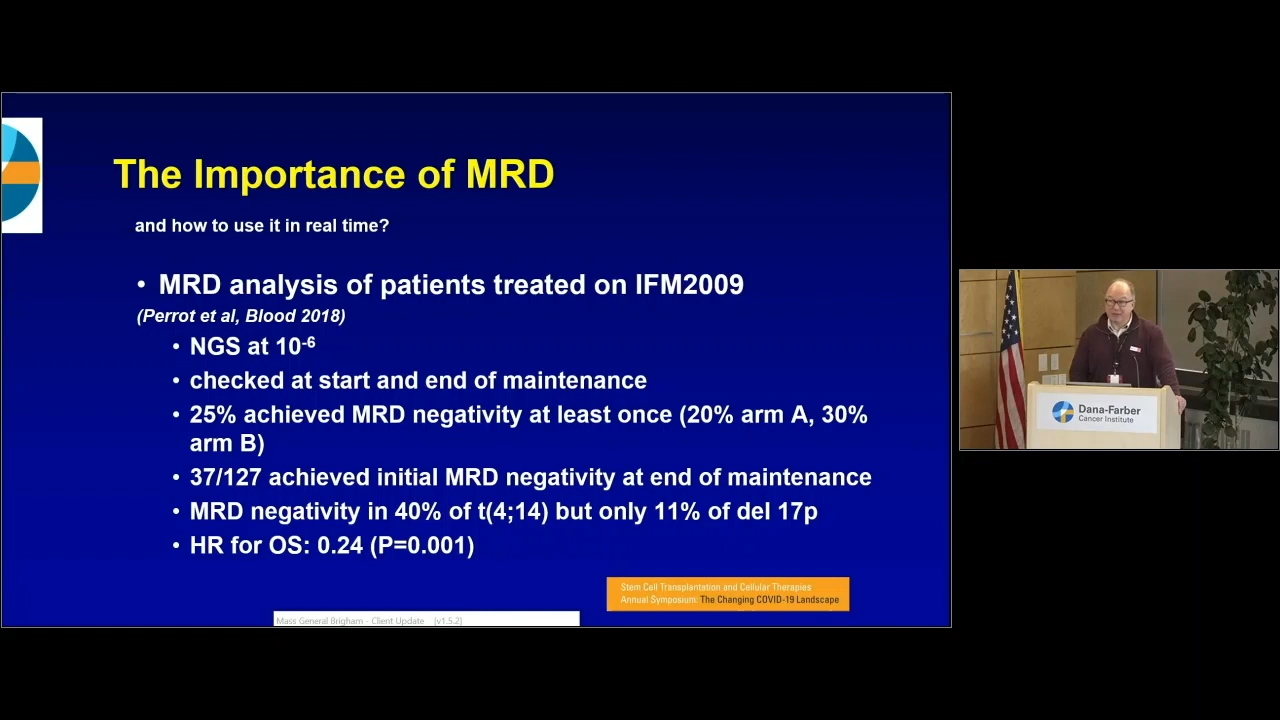 The Importance of MRD
and how to use it in real time?
• MRD analysis of patients treated on IFM2009
(Perrot et al, Blood 2018)
• NGS at 10-6
• checked at start and end of maintenance
• 25% achieved MRD negativity at least once (20% arm A, 30%
arm B)
• 37/127 achieved initial MRD negativity at end of maintenance
• MRD negativity in 40% of t(4;14) but only 11% of del 17p
• HR for OS: 0.24 (P=0.001)
Stem Cell Transplantation and Cellular Therapies
Annual Symposium: The Changing COVID-19 Landscape
Mass General Brigham - Client Update [v1.5.2]
Dana-Farber
Cancer Institute